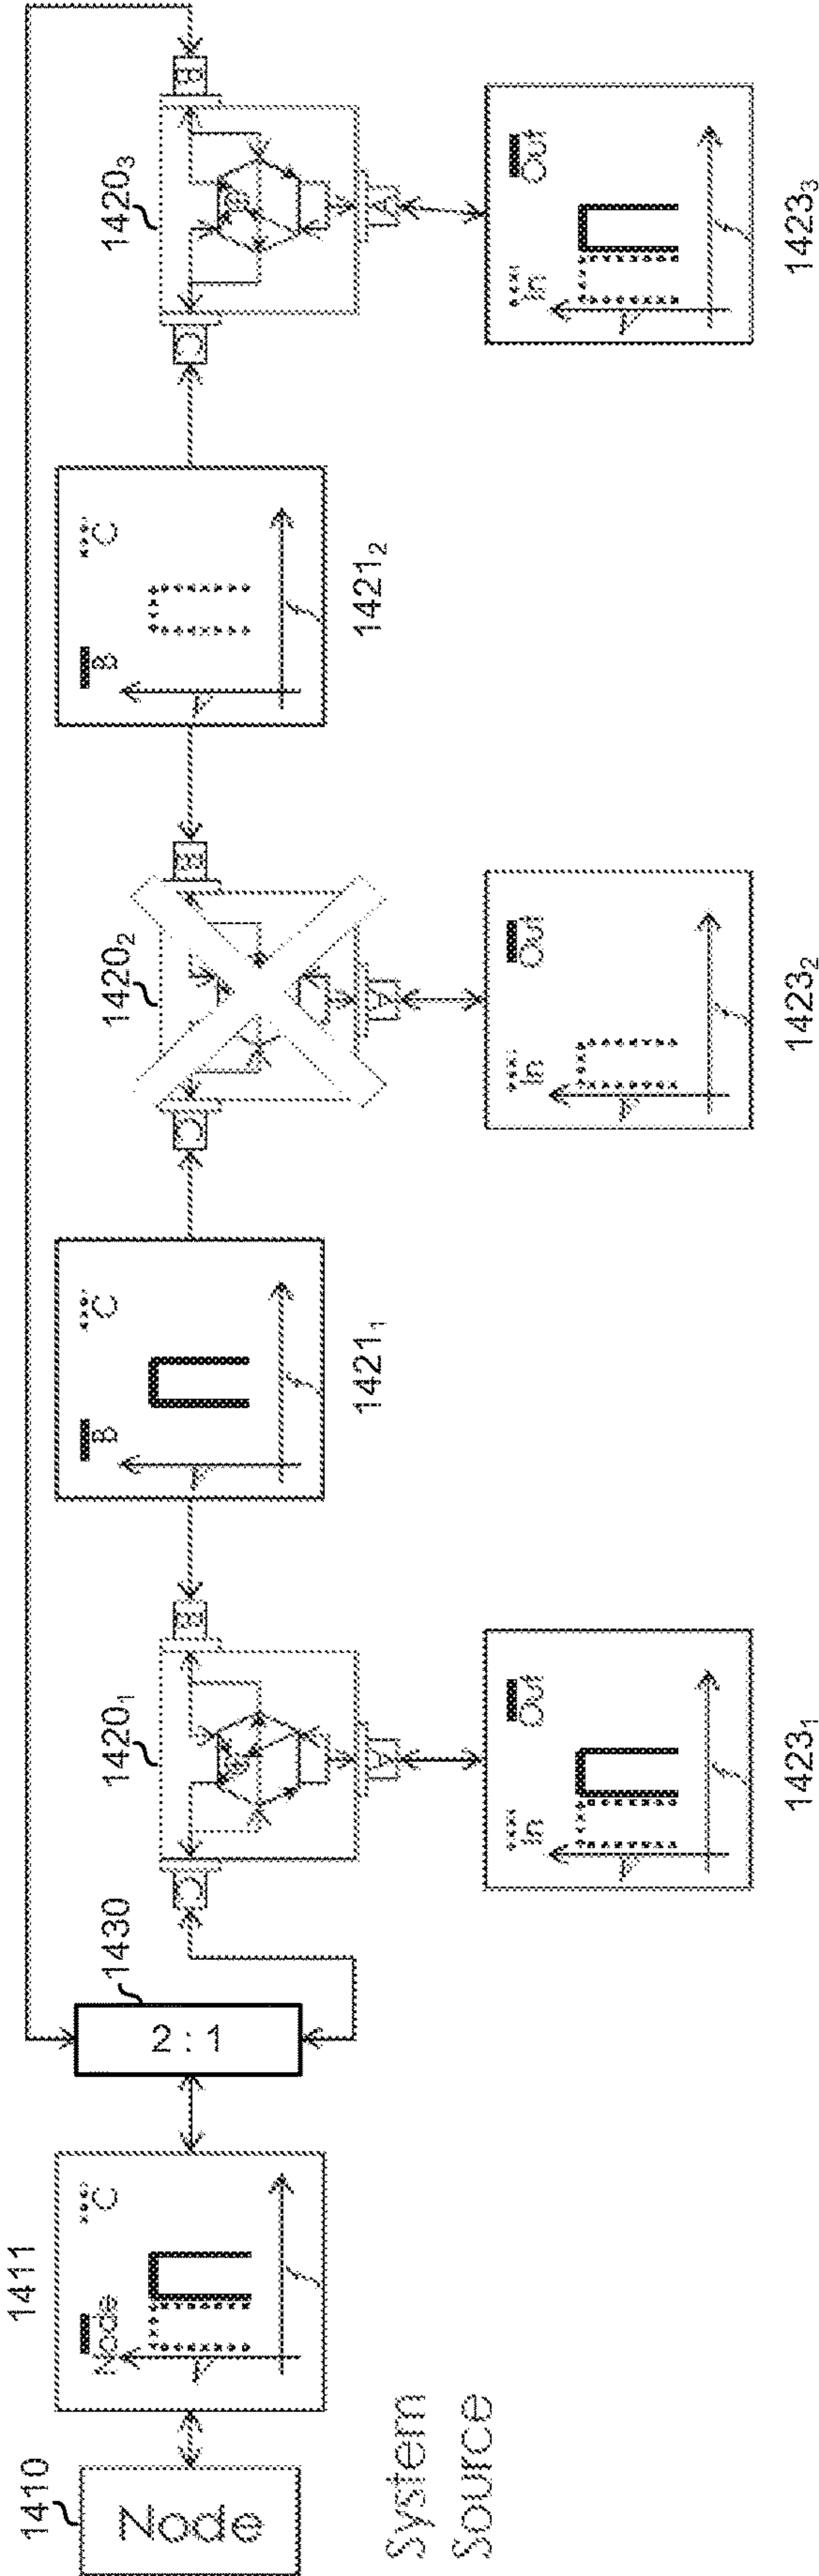 1410
Node
System
Source
1411
Node
C
V
f
1430
2 : 1
1420₁
C
B
A
1423₁
In
Out
V
f
1421₁
B
C
V
f
1420₂
C
B
A
1423₂
In
Out
V
f
1421₂
B
C
V
f
1420₃
C
B
A
1423₃
In
Out
V
f